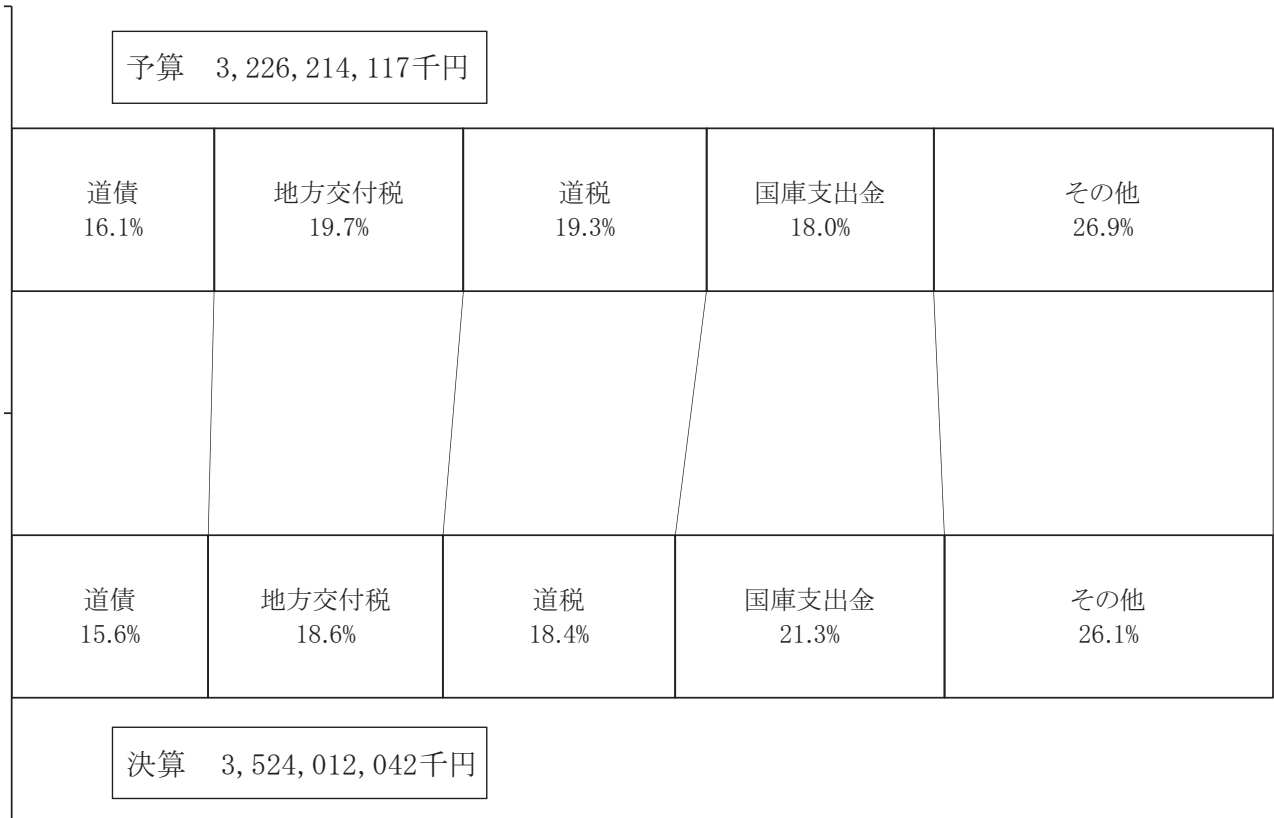 予算　3,226,214,117千円
道債
16.1%
地方交付税
19.7%
道税
19.3%
国庫支出金
18.0%
その他
26.9%
道債
15.6%
地方交付税
18.6%
道税
18.4%
国庫支出金
21.3%
その他
26.1%
決算　3,524,012,042千円